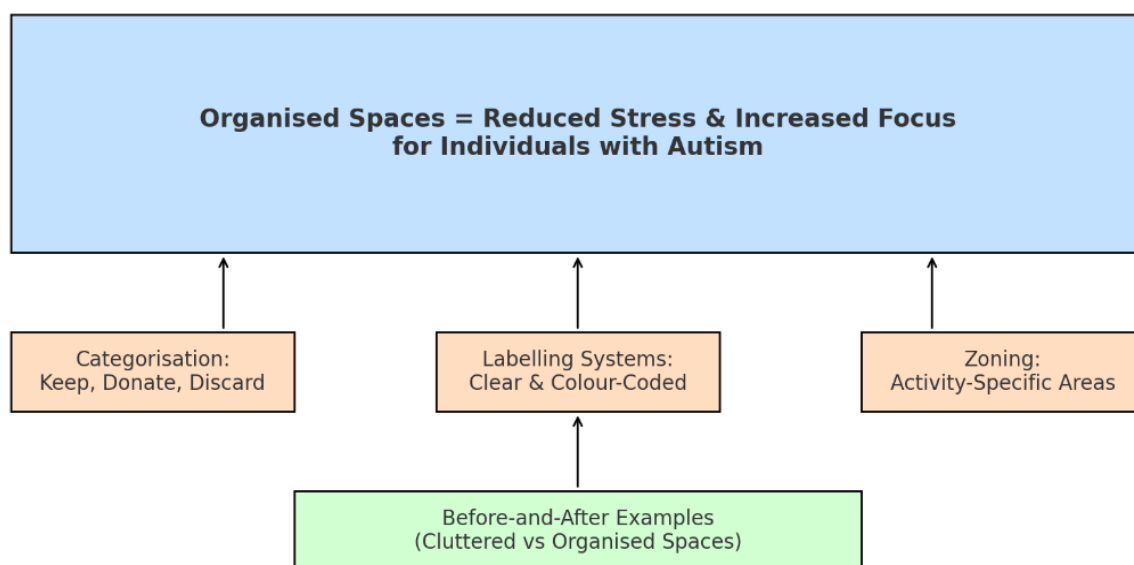 Organised Spaces = Reduced Stress & Increased Focus
for Individuals with Autism
Categorisation:
Keep, Donate, Discard
Labelling Systems:
Clear & Colour-Coded
Zoning:
Activity-Specific Areas
Before-and-After Examples
(Cluttered vs Organised Spaces)